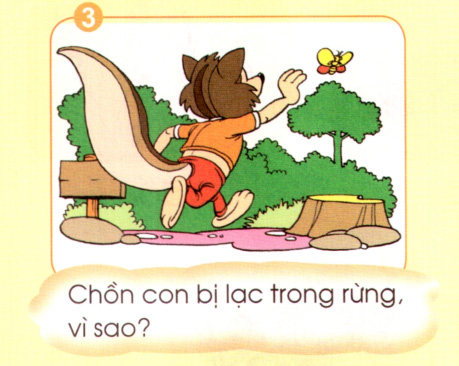 3
Chồn con bị lạc trong rừng,
vì sao?